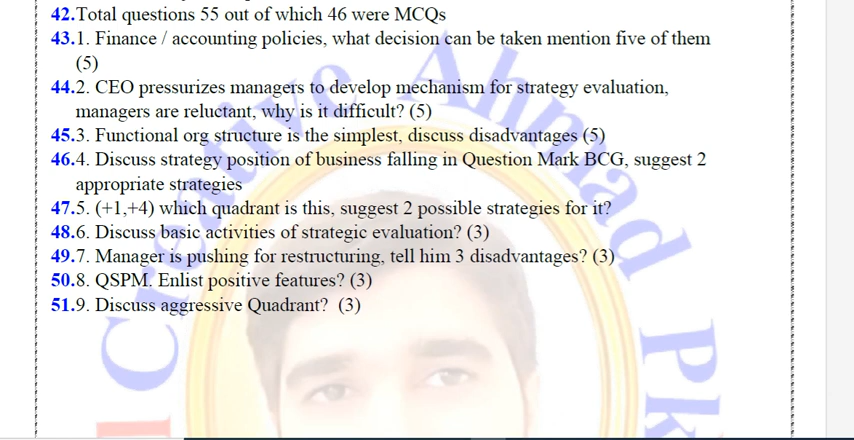 42.Total questions 55 out of which 46 were MCQs
43.1. Finance / accounting policies, what decision can be taken mention five of them
(5)
44.2. CEO pressurizes managers to develop mechanism for strategy evaluation,
managers are reluctant, why is it difficult? (5)
45.3. Functional org structure is the simplest, discuss disadvantages (5)
46.4. Discuss strategy position of business falling in Question Mark BCG, suggest 2
appropriate strategies
47.5. (+1,+4) which quadrant is this, suggest 2 possible strategies for it?
48.6. Discuss basic activities of strategic evaluation? (3)
49.7. Manager is pushing for restructuring, tell him 3 disadvantages? (3)
50.8. QSPM. Enlist positive features? (3)
51.9. Discuss aggressive Quadrant? (3)
Creative Ahmad Pk